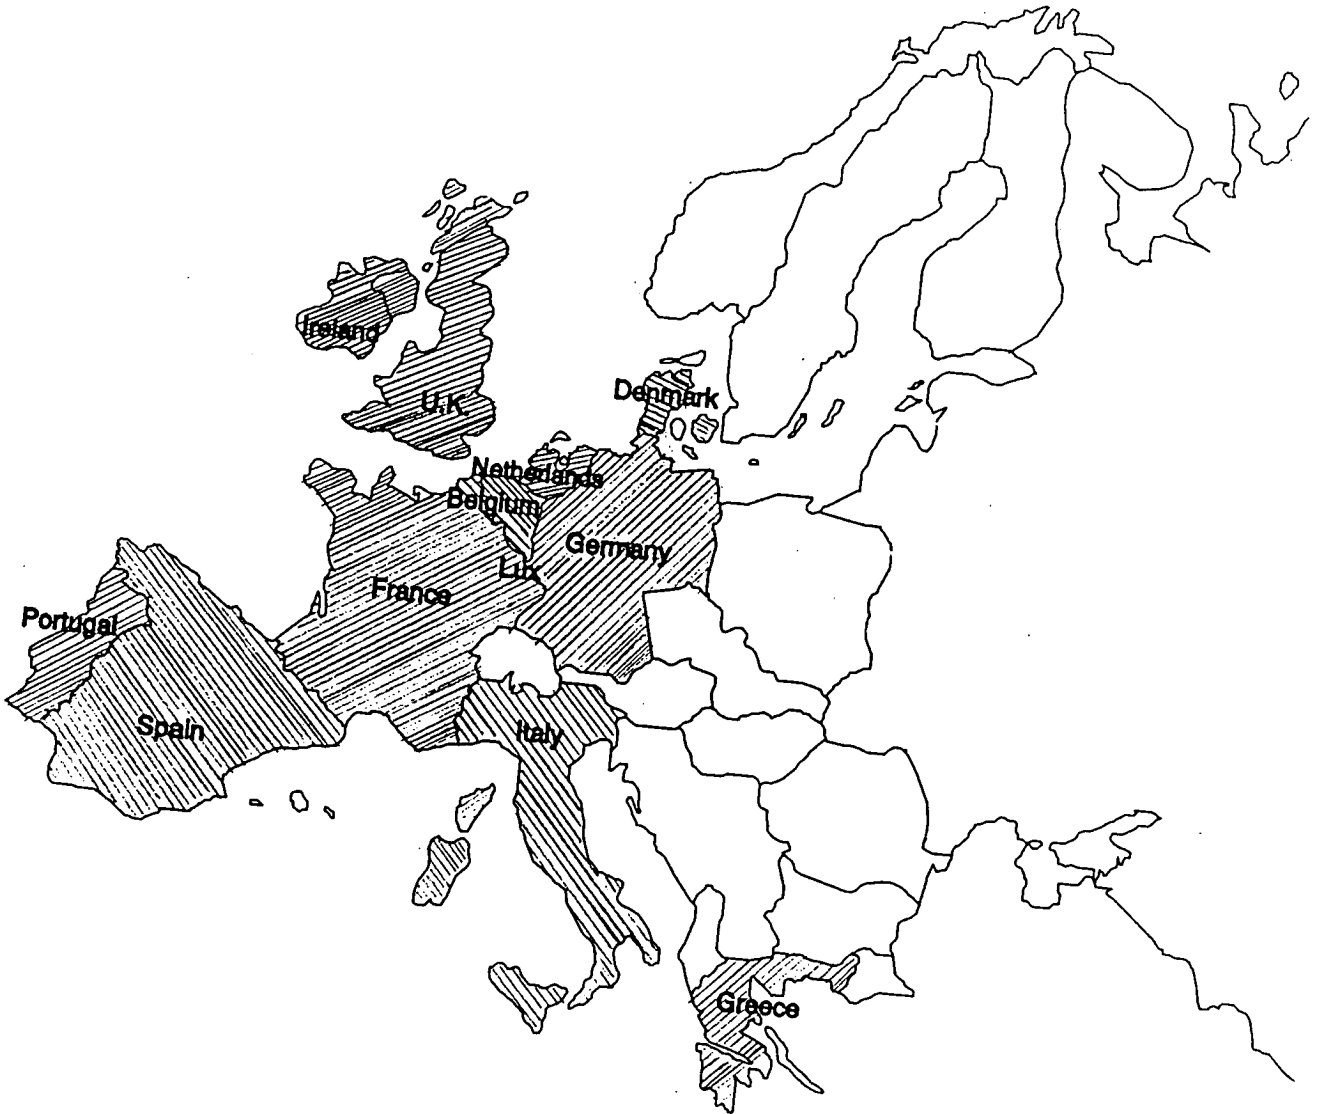 Ireland
U.K.
Denmark
Netherlands
Belgium
Germany
Lux
France
Portugal
Spain
Italy
Greece